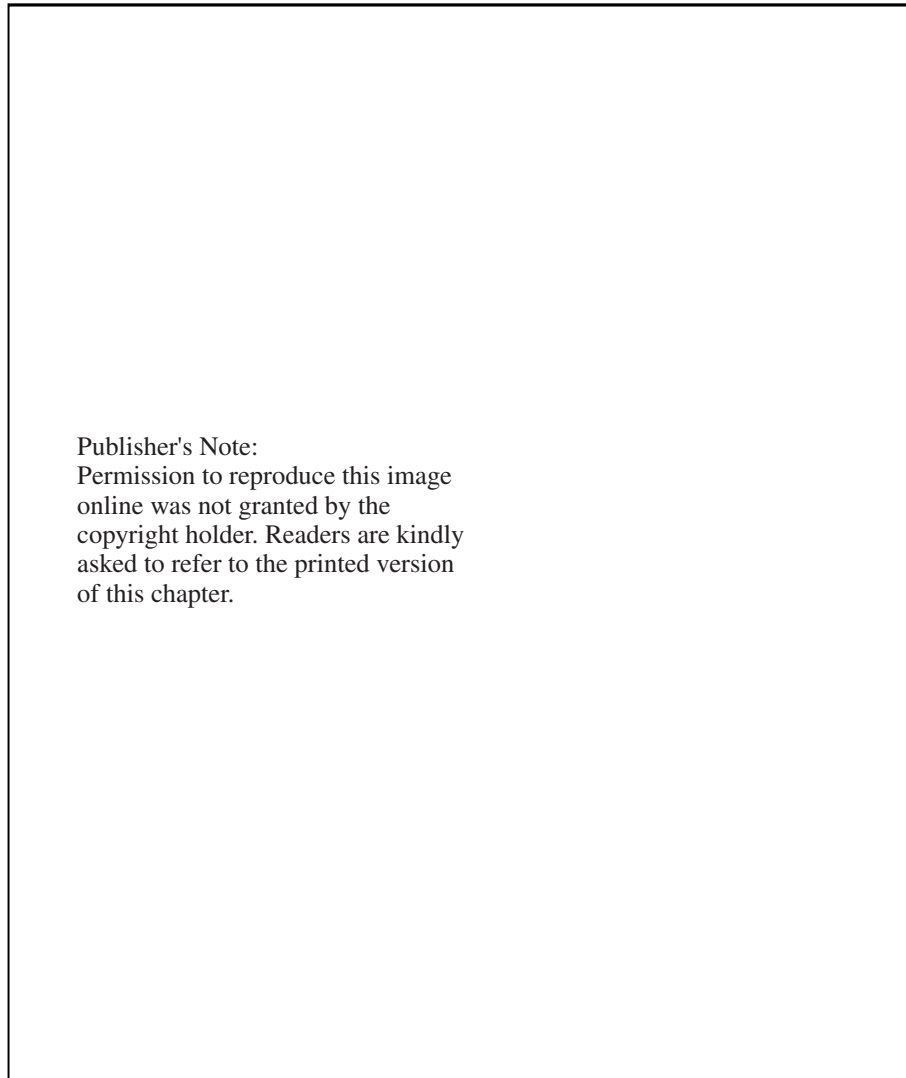 Publisher's Note:
Permission to reproduce this image
online was not granted by the
copyright holder. Readers are kindly
asked to refer to the printed version
of this chapter.